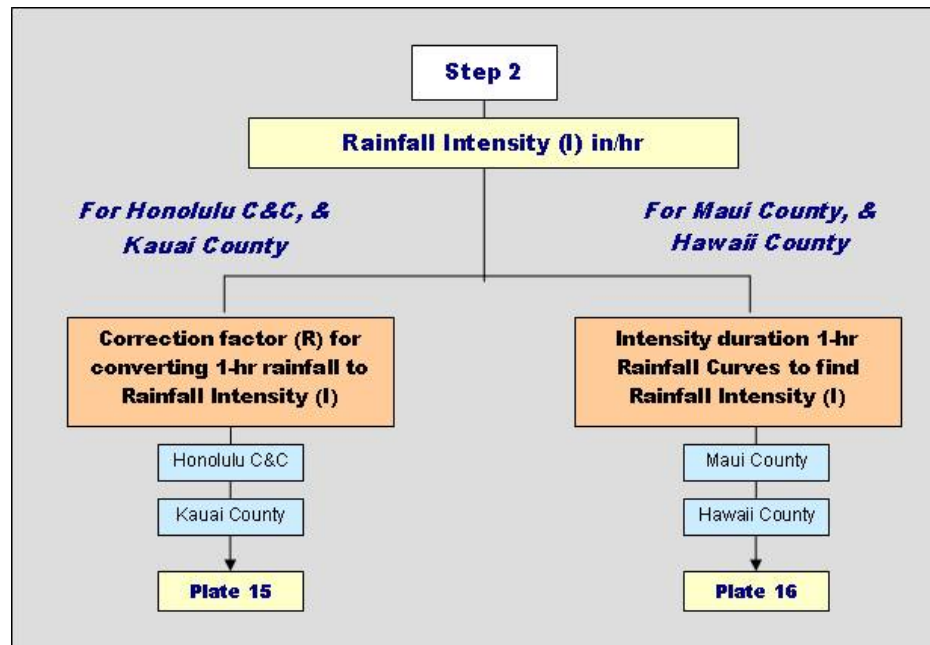 Step 2
Rainfall Intensity (I) in/hr
For Honolulu C&C, &
Kauai County
For Maui County, &
Hawaii County
Correction factor (R) for
converting 1-hr rainfall to
Rainfall Intensity (I)
Intensity duration 1-hr
Rainfall Curves to find
Rainfall Intensity (I)
Honolulu C&C
Kauai County
Plate 15
Maui County
Hawaii County
Plate 16